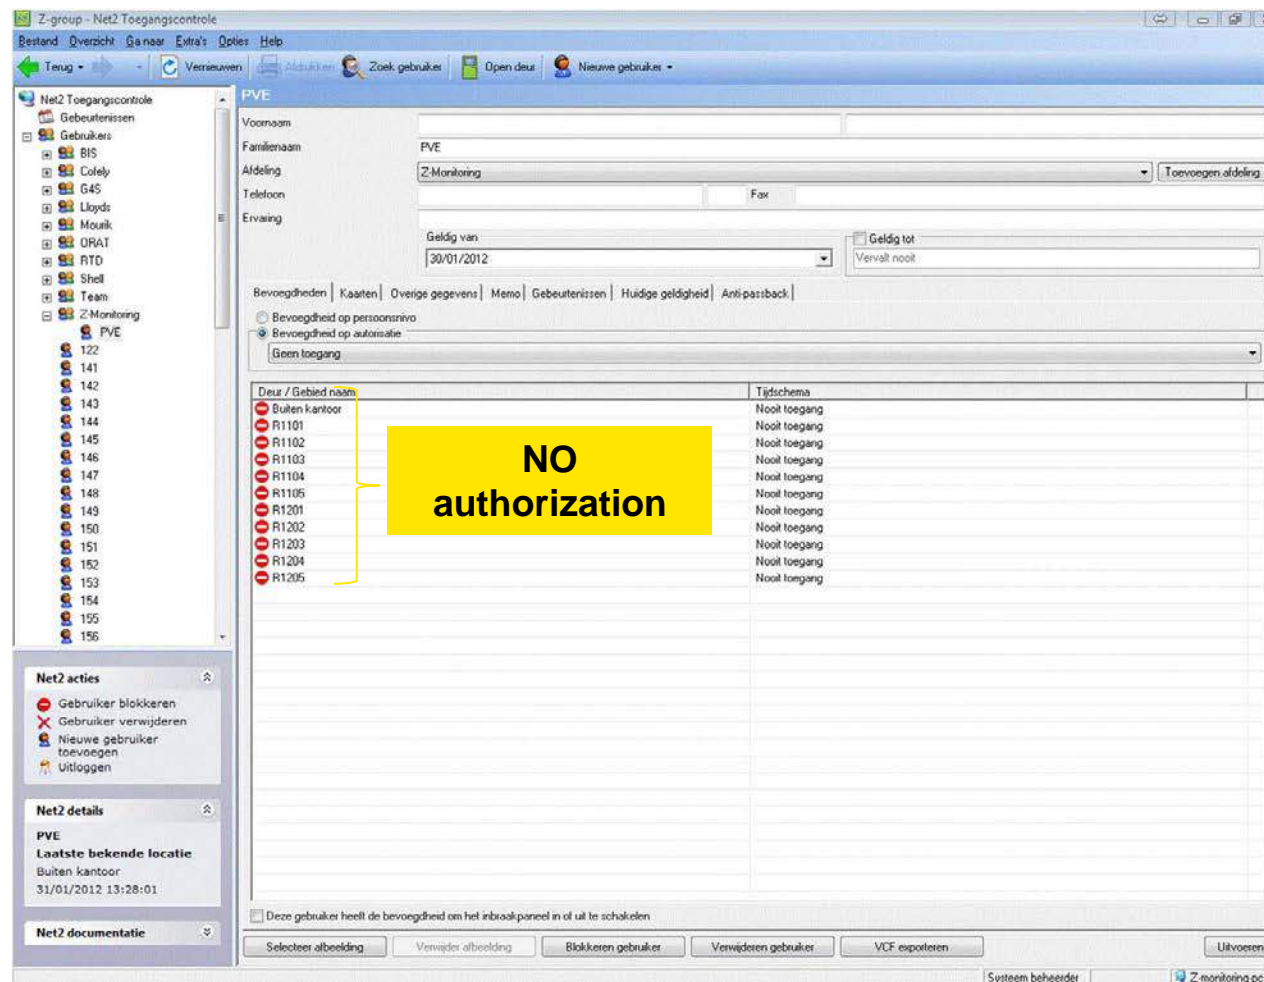 Z-group - Net2 Toegangscontrole
Bestand Overzicht Ga naar Extra's Opties Help
Terug Vernieuwen Afdrukken Zoek gebruiker Open deur Nieuwe gebruiker
Net2 Toegangscontrole
Gebeurtenissen
Gebruikers
BIS
Cofely
G4S
Lloyds
Mourik
ORAT
RTD
Shell
Team
Z-Monitoring
PVE
122
141
142
143
144
145
146
147
148
149
150
151
152
153
154
155
156
Net2 acties
Gebruiker blokkeren
Gebruiker verwijderen
Nieuwe gebruiker
toevoegen
Uitloggen
Net2 details
PVE
Laatste bekende locatie
Buiten kantoor
31/01/2012 13:28:01
Net2 documentatie
PVE
Voornaam
Familienaam PVE
Afdeling Z-Monitoring Toevoegen afdeling
Telefoon Fax
Ervaring
Geldig van Geldig tot
30/01/2012 Vervalt nooit
Bevoegdheden Kaarten Overige gegevens Memo Gebeurtenissen Huidige geldigheid Anti-passback
Bevoegdheid op persoonsnivo
Bevoegdheid op autorisatie
Geen toegang
Deur / Gebied naam Tijdschema
Buiten kantoor Nooit toegang
R1101 Nooit toegang
R1102 Nooit toegang
R1103 Nooit toegang
R1104 Nooit toegang
R1105 Nooit toegang
R1201 Nooit toegang
R1202 Nooit toegang
R1203 Nooit toegang
R1204 Nooit toegang
R1205 Nooit toegang
NO
authorization
Deze gebruiker heeft de bevoegdheid om het inbraakpaneel in of uit te schakelen
Selecteer afbeelding Verwijder afbeelding Blokkeren gebruiker Verwijderen gebruiker VCF exporteren Uitvoeren
Systeem beheerder Z-monitoring-pc